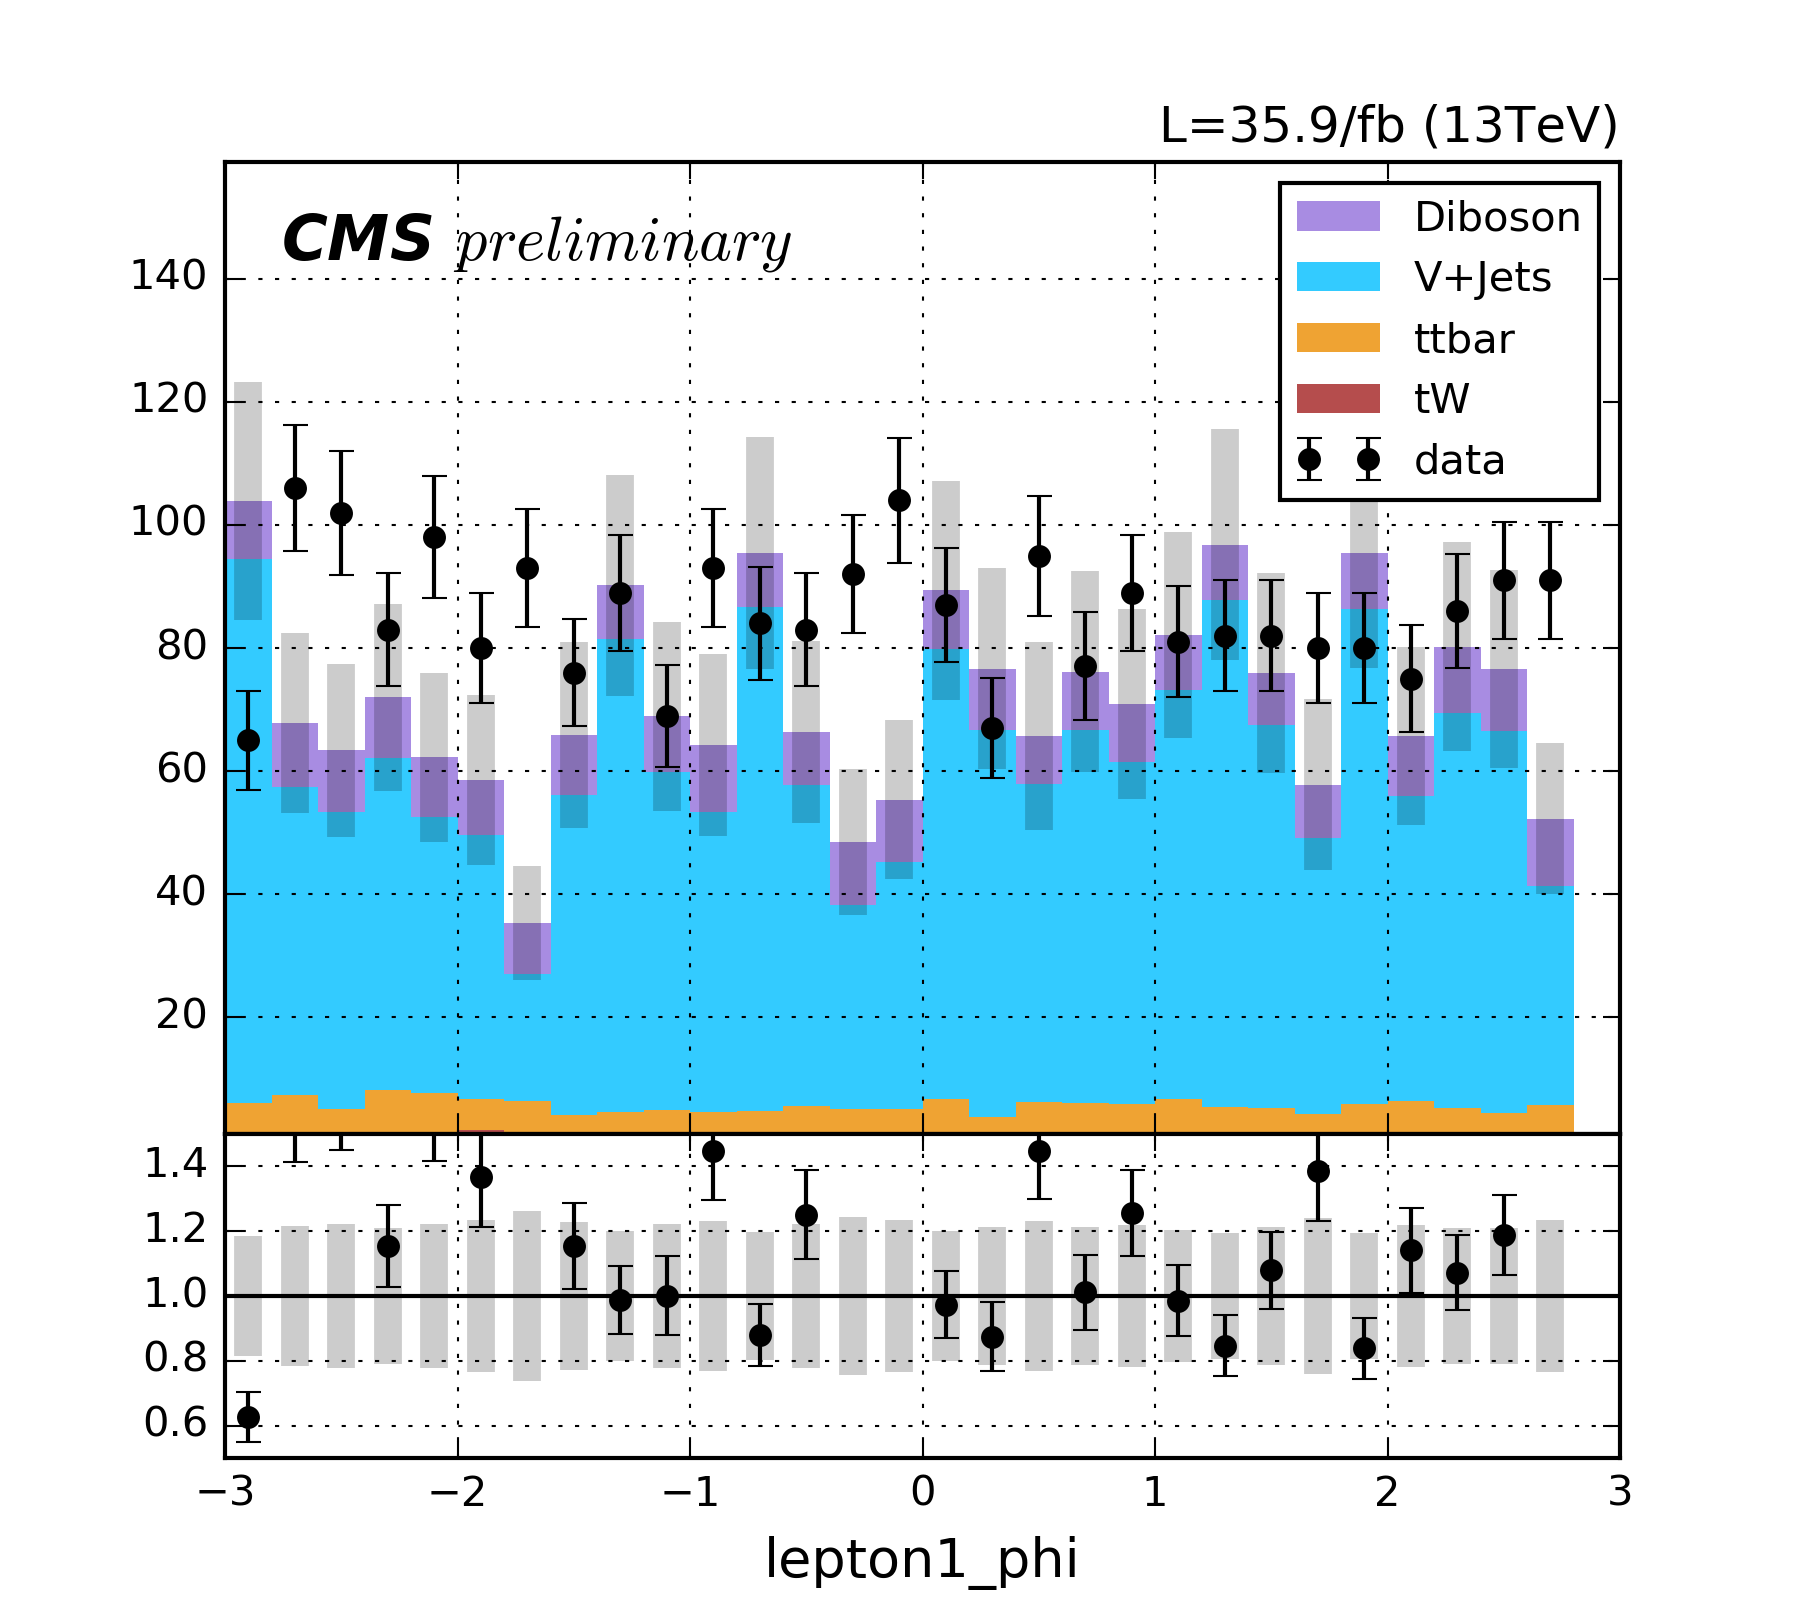 L=35.9/fb (13TeV)
CMS preliminary
Diboson
V+Jets
ttbar
tW
data
140
120
100
80
60
40
20
1.4
1.2
1.0
0.8
0.6
−3 −2 −1 0 1 2 3
lepton1_phi